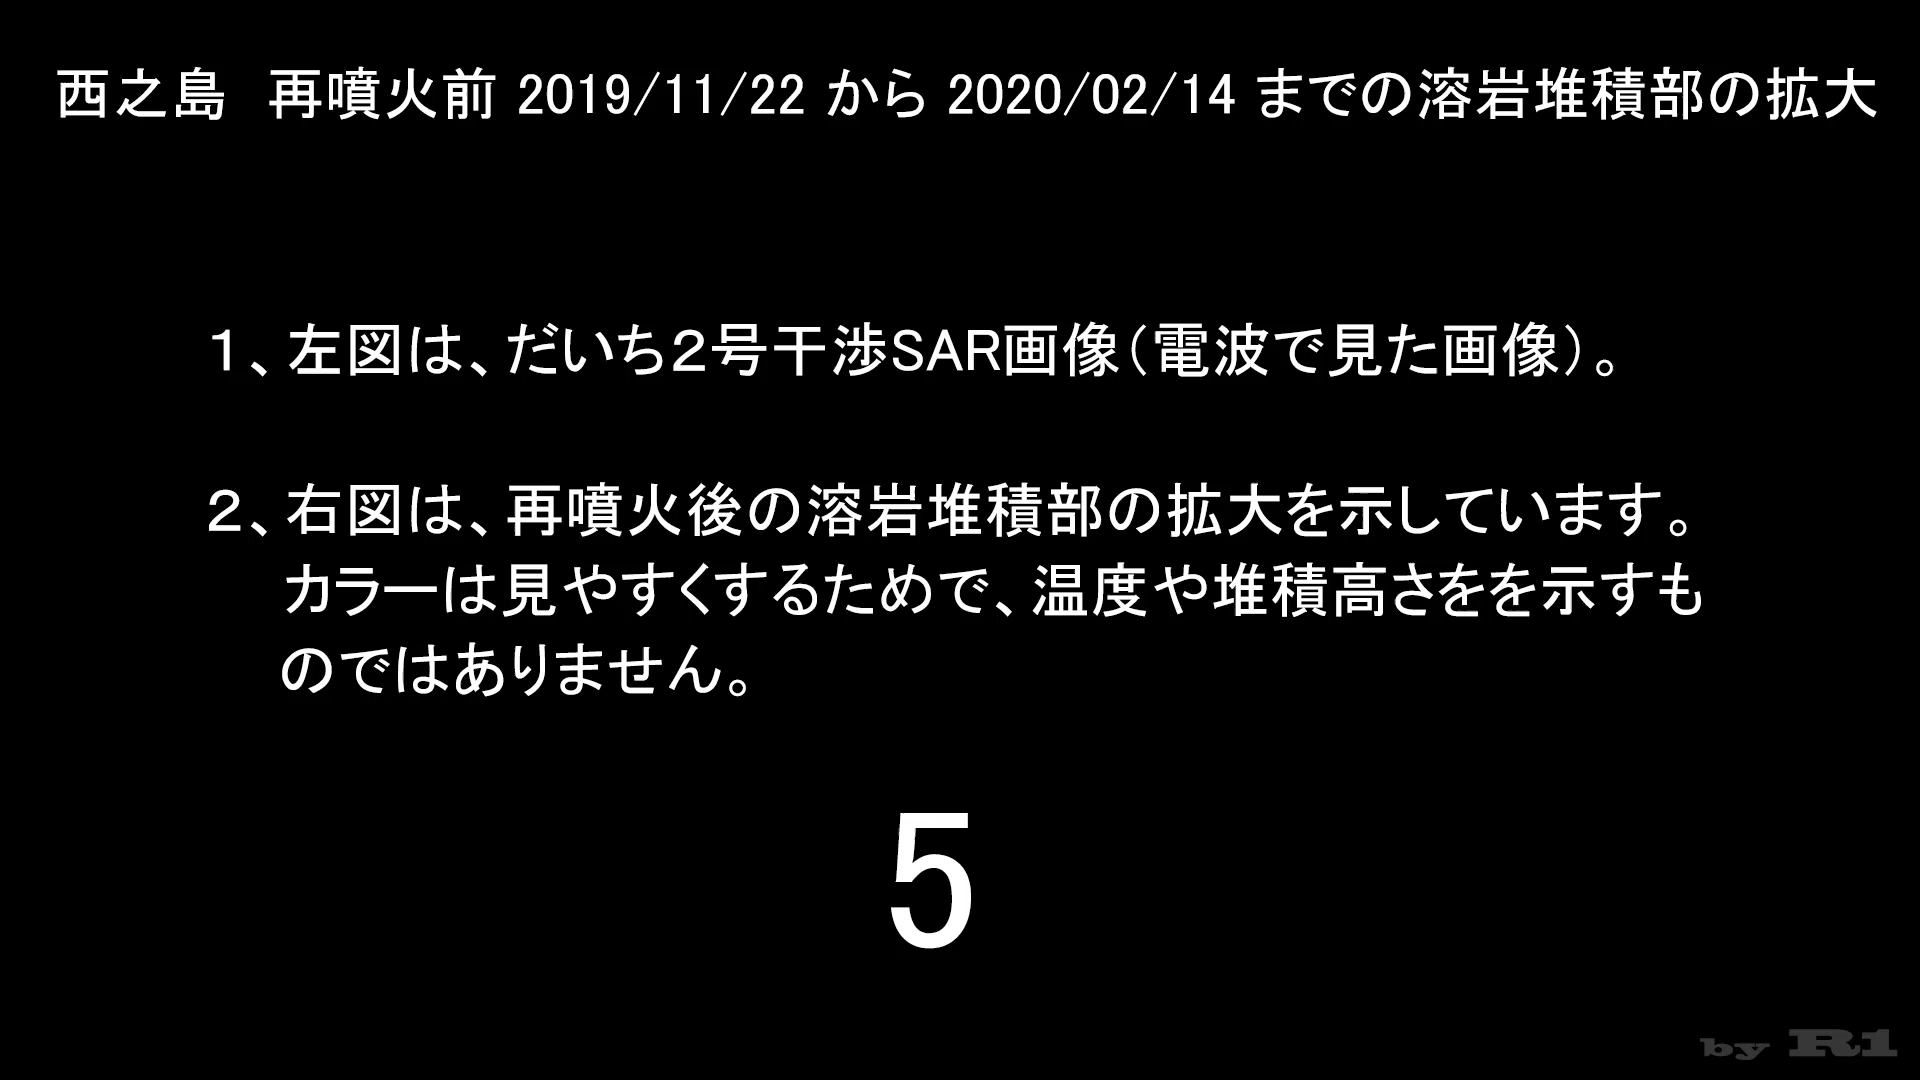 西之島　再噴火前 2019/11/22 から 2020/02/14 までの溶岩堆積部の拡大
１、左図は、だいち２号干渉SAR画像（電波で見た画像）。
２、右図は、再噴火後の溶岩堆積部の拡大を示しています。
カラーは見やすくするためで、温度や堆積高さをを示すも
のではありません。
5
by R1